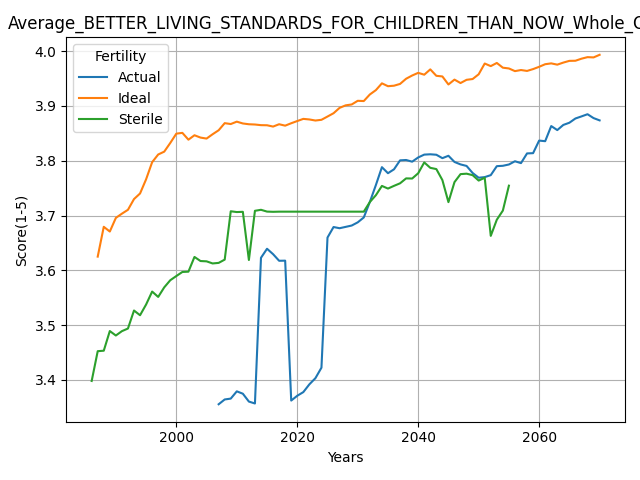 Average_BETTER_LIVING_STANDARDS_FOR_CHILDREN_THAN_NOW_Whole_
Fertility
Actual
Ideal
Sterile
4.0
3.9
3.8
3.7
3.6
3.5
3.4
Score(1-5)
2000 2020 2040 2060
Years